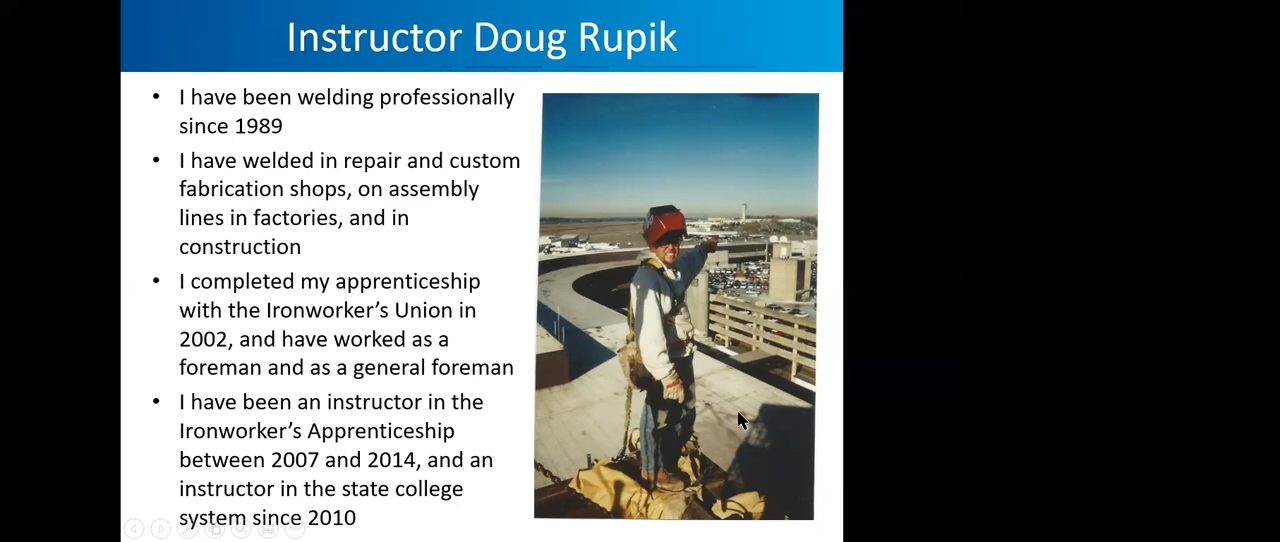 Instructor Doug Rupik
• I have been welding professionally
since 1989
• I have welded in repair and custom
fabrication shops, on assembly
lines in factories, and in
construction
• I completed my apprenticeship
with the Ironworker’s Union in
2002, and have worked as a
foreman and as a general foreman
• I have been an instructor in the
Ironworker’s Apprenticeship
between 2007 and 2014, and an
instructor in the state college
system since 2010